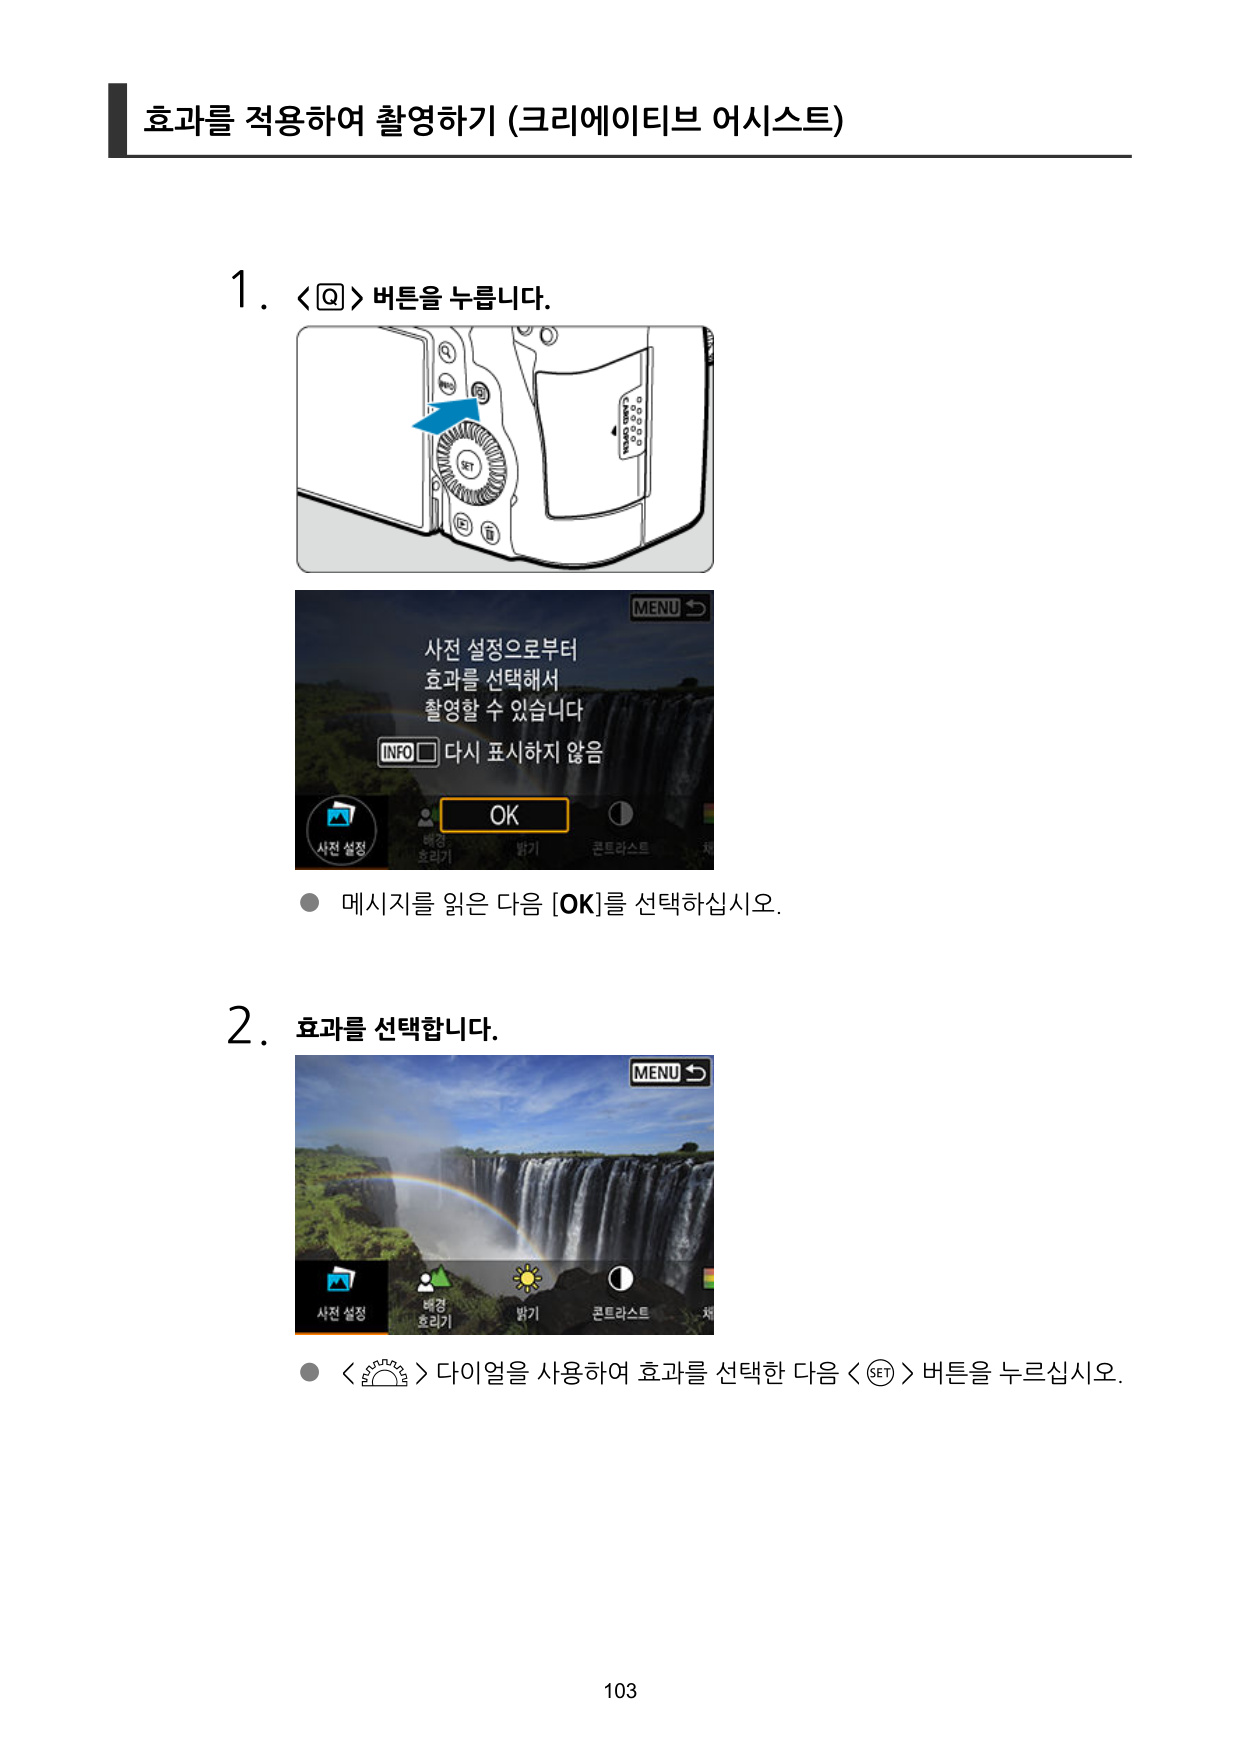 효과를 적용하여 촬영하기 (크리에이티브 어시스트)
1. <Q> 버튼을 누릅니다.
INFO
Q
SET
CARD OPEN
MENU
사전 설정으로부터
효과를 선택해서
촬영할 수 있습니다
INFO 다시 표시하지 않음
OK
사전 설정
배경
흐리기
밝기
콘트라스트
채
● 메시지를 읽은 다음 [OK]를 선택하십시오.
2. 효과를 선택합니다.
MENU
사전 설정
배경
흐리기
밝기
콘트라스트
채
● < > 다이얼을 사용하여 효과를 선택한 다음 <SET> 버튼을 누르십시오.
103